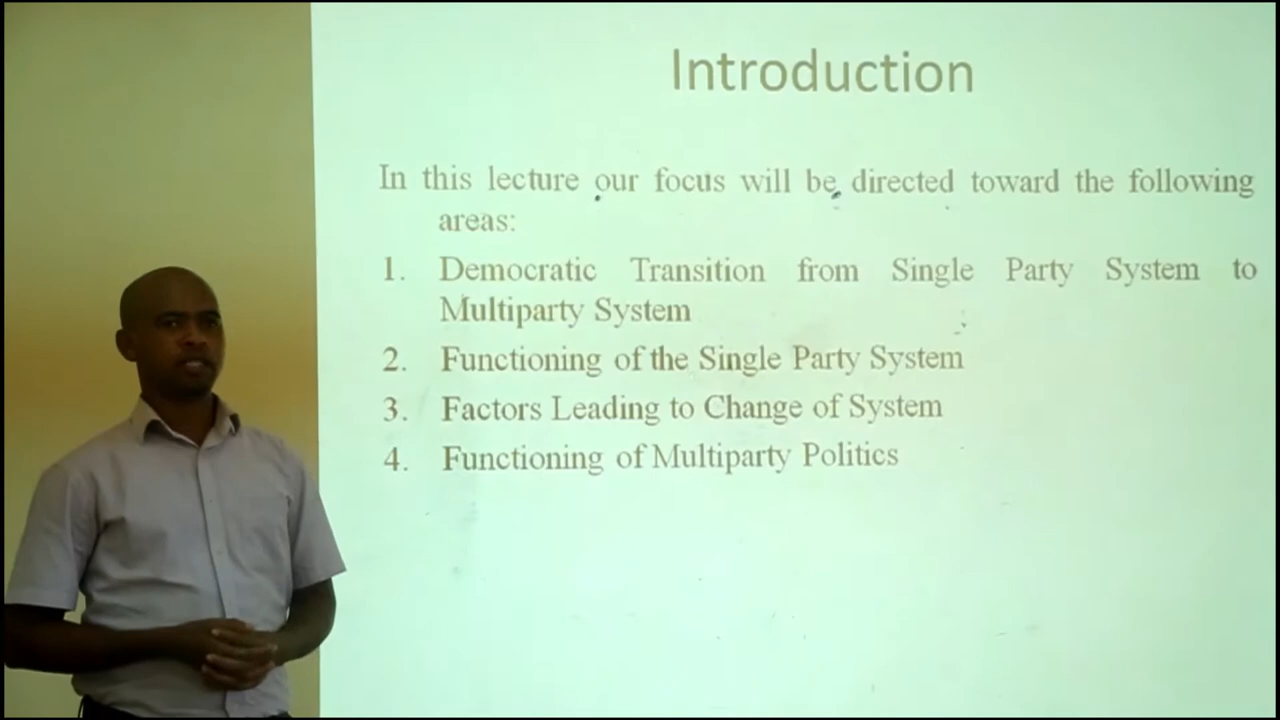 Introduction
In this lecture our focus will be directed toward the following
areas:
1. Democratic Transition from Single Party System to
Multiparty System
2. Functioning of the Single Party System
3. Factors Leading to Change of System
4. Functioning of Multiparty Politics